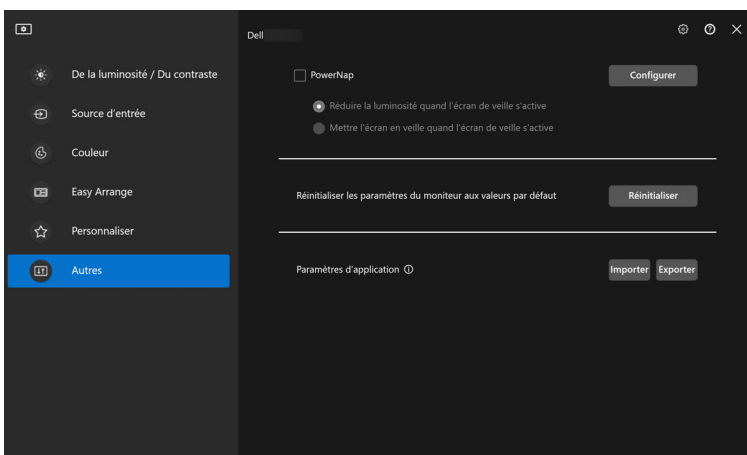 Dell
De la luminosité / Du contraste
Source d'entrée
Couleur
Easy Arrange
Personnaliser
Autres
PowerNap
Configurer
Réduire la luminosité quand l'écran de veille s'active
Mettre l'écran en veille quand l'écran de veille s'active
Réinitialiser les paramètres du moniteur aux valeurs par défaut
Réinitialiser
Paramètres d'application
Importer
Exporter